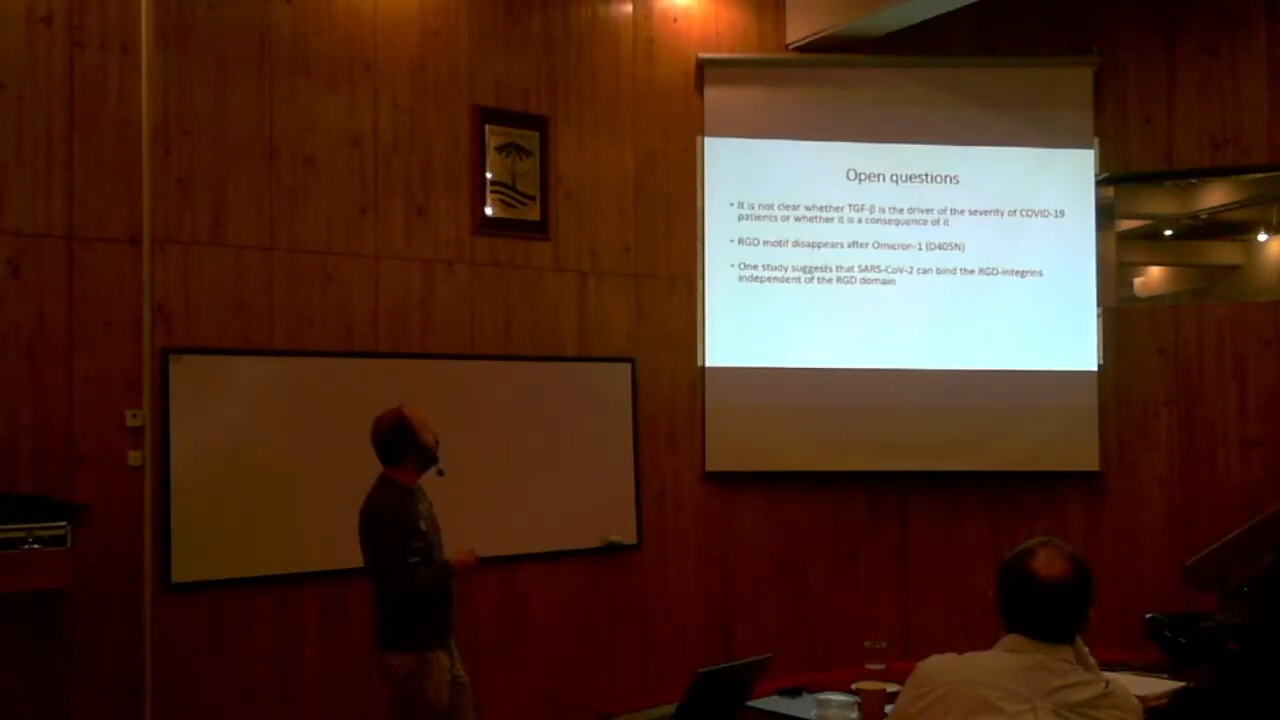 Open questions
• It is not clear whether TGF-β is the driver of the severity of COVID-19
patients or whether it is a consequence of it
• RGD motif disappears after Omicron-1 (D405N)
• One study suggests that SARS-CoV-2 can bind the RGD-integrins
independent of the RGD domain